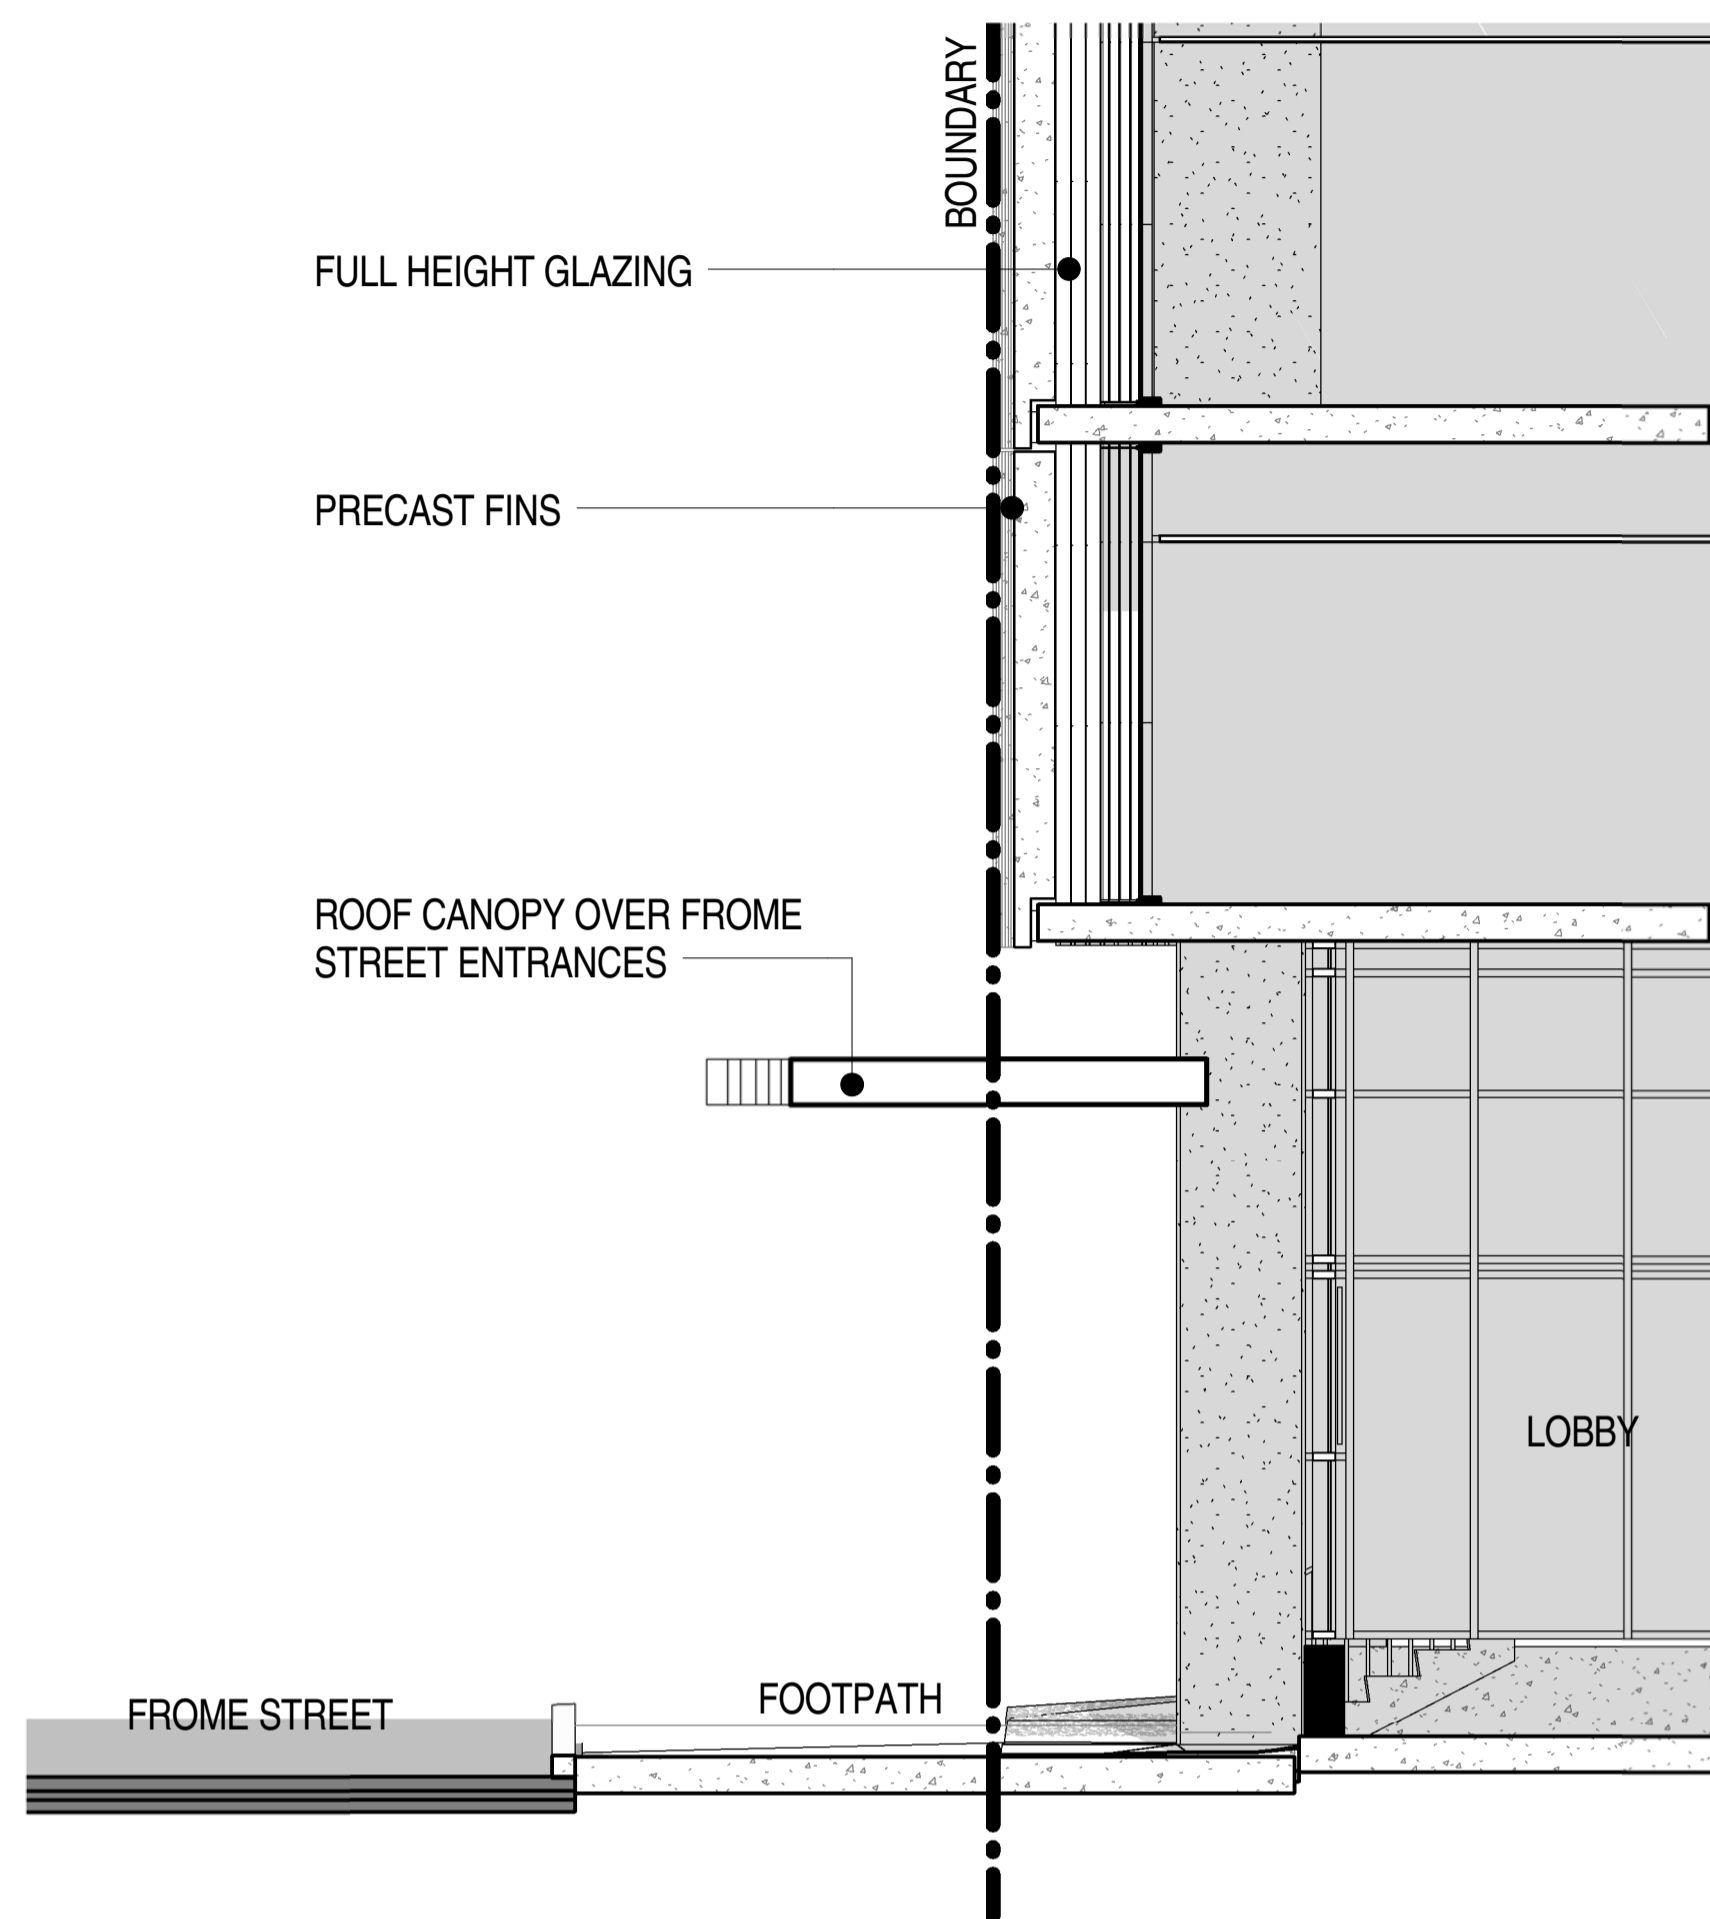 BOUNDARY
FULL HEIGHT GLAZING
PRECAST FINS
ROOF CANOPY OVER FROME
STREET ENTRANCES
LOBBY
FOOTPATH
FROME STREET